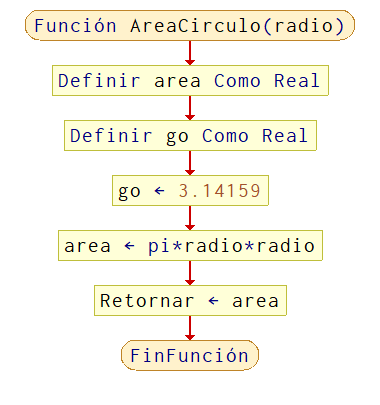 Función AreaCirculo(radio)
Definir area Como Real
Definir go Como Real
go ← 3.14159
area ← pi*radio*radio
Retornar ← area
FinFunción